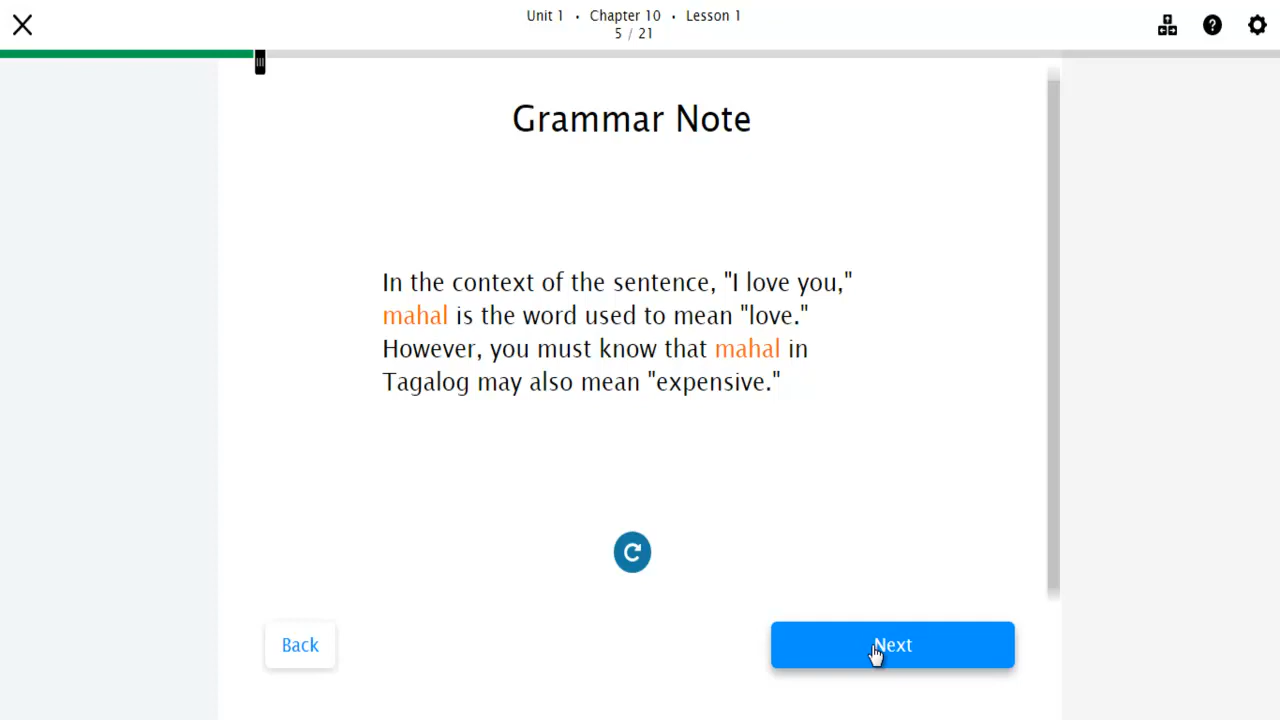 Unit 1 • Chapter 10 • Lesson 1
5 / 21
Grammar Note
In the context of the sentence, "I love you,"
mahal is the word used to mean "love."
However, you must know that mahal in
Tagalog may also mean "expensive."
Back
Next